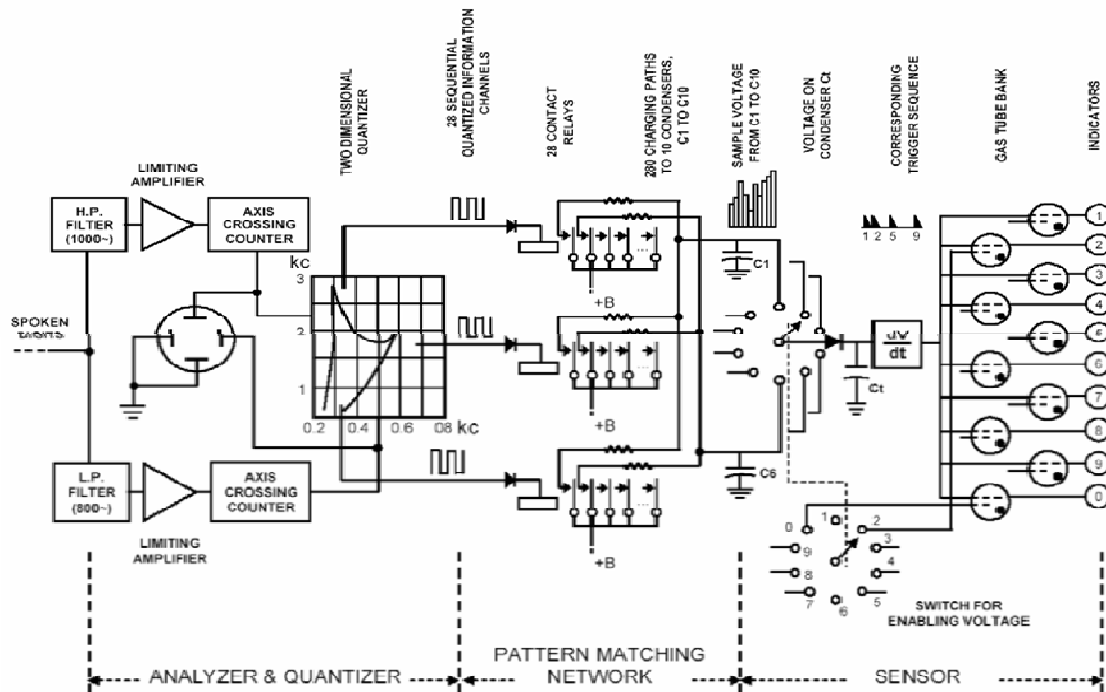 TWO DIMENSIONAL
QUANTIZER
28 SEQUENTIAL
QUANTIZED INFORMATION
CHANNELS
28 CONTACT
RELAYS
280 CHARGING PATHS
TO 10 CONDENSERS,
C1 TO C10
SAMPLE VOLTAGE
FROM C1 TO C10
VOLTAGE ON
CONDENSER Ct
CORRESPONDING
TRIGGER SEQUENCE
GAS TUBE BANK
INDICATORS
LIMITING
AMPLIFIER
H.P.
FILTER
(1000~)
AXIS
CROSSING
COUNTER
kc
3
2
1
0.2 0.4 0.6 08 kc
SPOKEN
L.P.
FILTER
(800~)
AXIS
CROSSING
COUNTER
LIMITING
AMPLIFIER
+B
+B
+B
C1
C6
1 2 5 9
dt
Ct
1
2
3
4
5
6
7
8
9
0
0 1 2
9 3
8 4
7 6 5
SWITCH FOR
ENABLING VOLTAGE
ANALYZER & QUANTIZER
PATTERN MATCHING
NETWORK
SENSOR